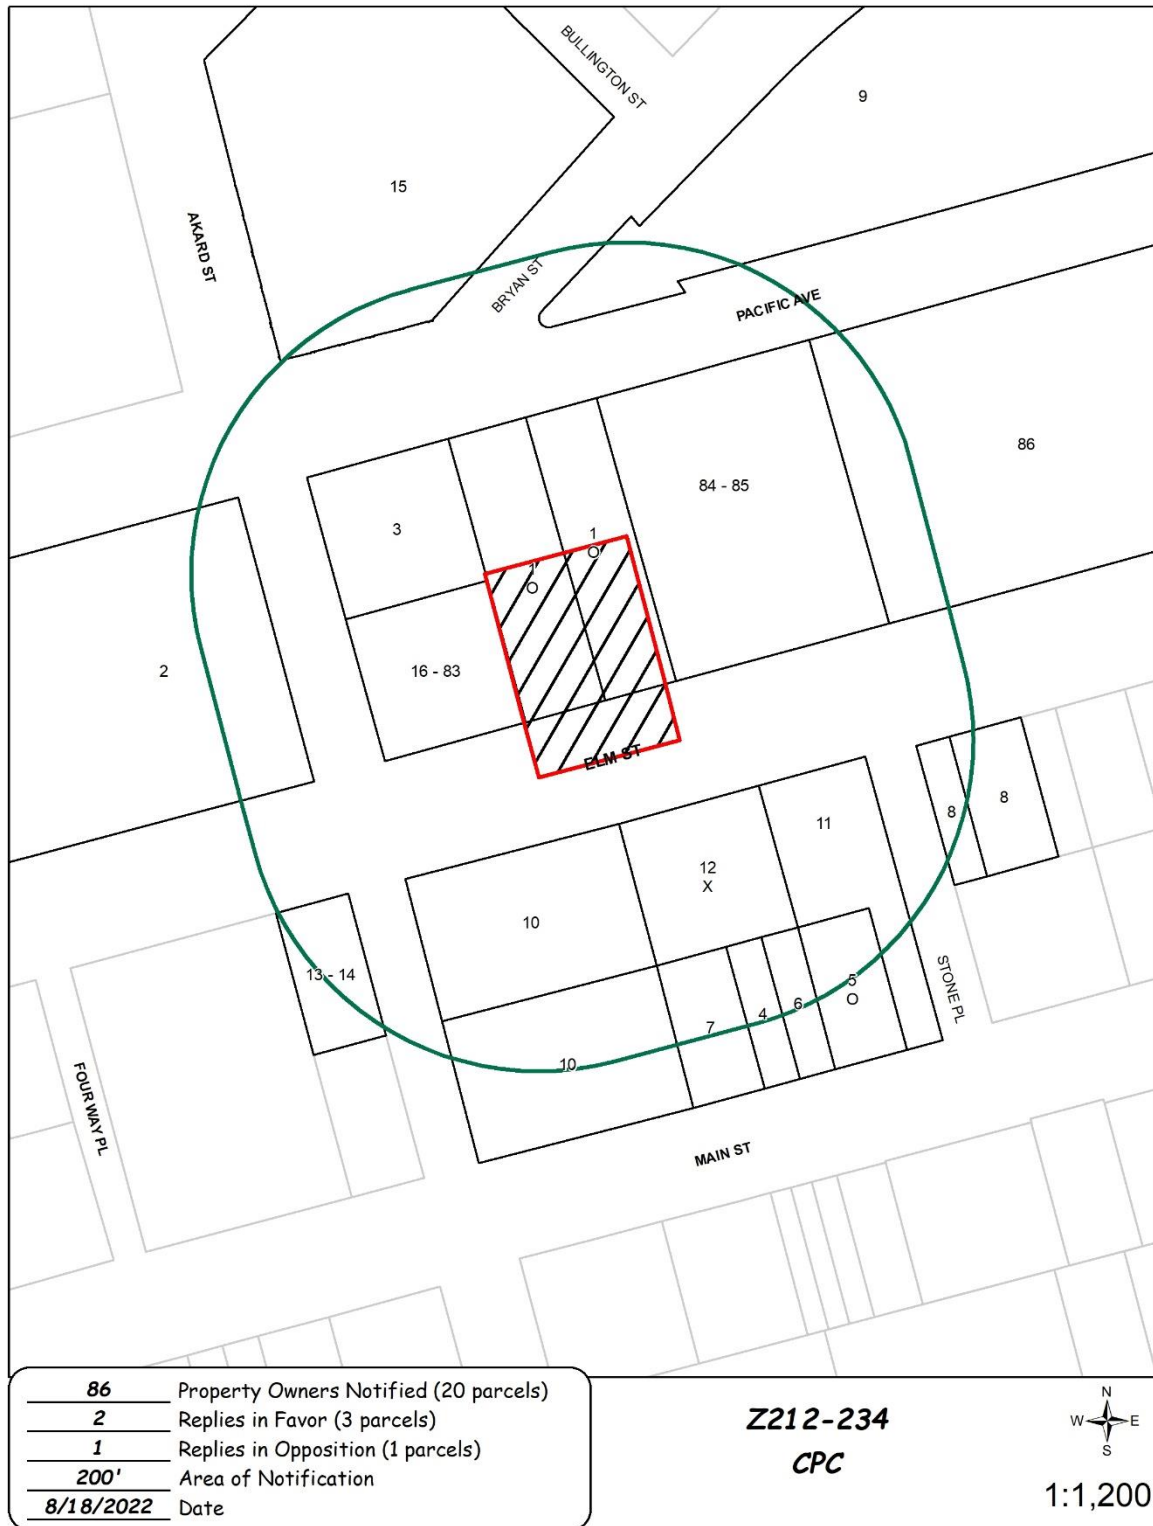 BULLINGTON ST
9
15
AKARD ST
BRYAN ST
PACIFIC AVE
86
84 - 85
3
1
O
1
O
2
16 - 83
ELM ST
8
8
11
12
X
10
13 - 14
STONE PL
5
O
6
4
7
10
FOUR WAY PL
MAIN ST
86 Property Owners Notified (20 parcels)
2 Replies in Favor (3 parcels)
1 Replies in Opposition (1 parcels)
200' Area of Notification
8/18/2022 Date
Z212-234
CPC
N
W E
S
1:1,200